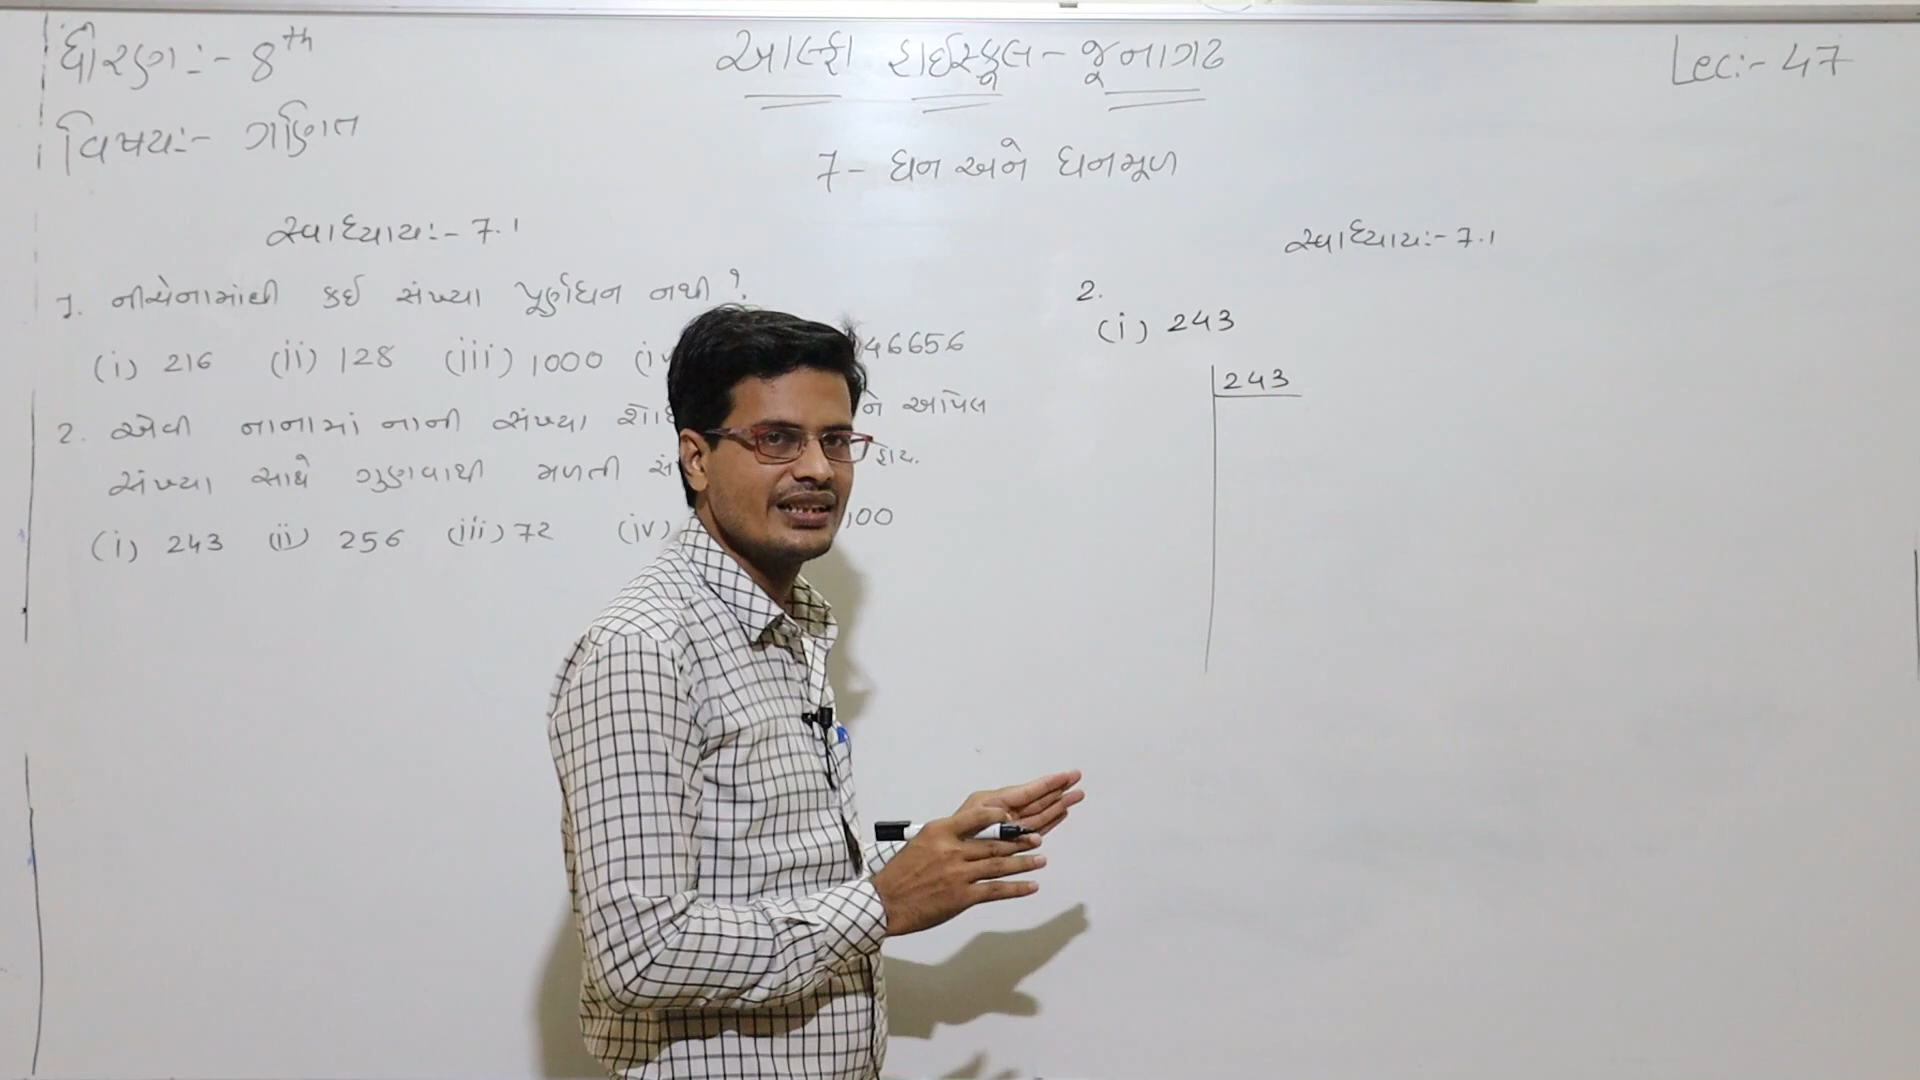 ધોરણ:- 8th
વિષય:- ગણિત
આલ્ફા હાઈસ્કૂલ - જૂનાગઢ
Lec:- 47
7- ઘન અને ઘનમૂળ
સ્વાધ્યાય:- 7.1
1. નીચેનામાંથી કઈ સંખ્યા પૂર્ણઘન નથી?
(i) 216 (ii) 128 (iii) 1000 46656
2. એવી નાનામાં નાની સંખ્યા આપેલ
સંખ્યા સાથે ગુણવાથી મળતી હોય.
(i) 243 (ii) 256 (iii) 72 (iv) 100
સ્વાધ્યાય:- 7.1
2.
(i) 243
243